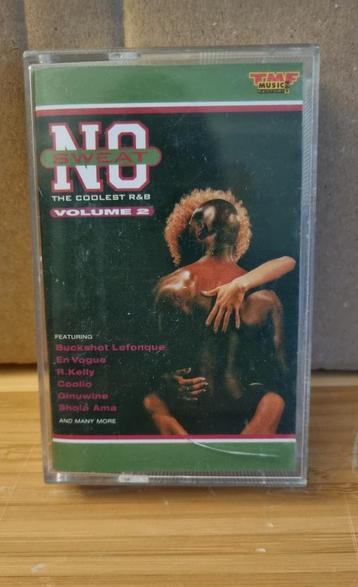 TMF
MUSIC
NO
SWEAT
THE COOLEST R&B
VOLUME 2
FEATURING
Buckshot Lefonque
En Vogue
R.Kelly
Coolio
Ginuwine
Shola Ama
AND MANY MORE